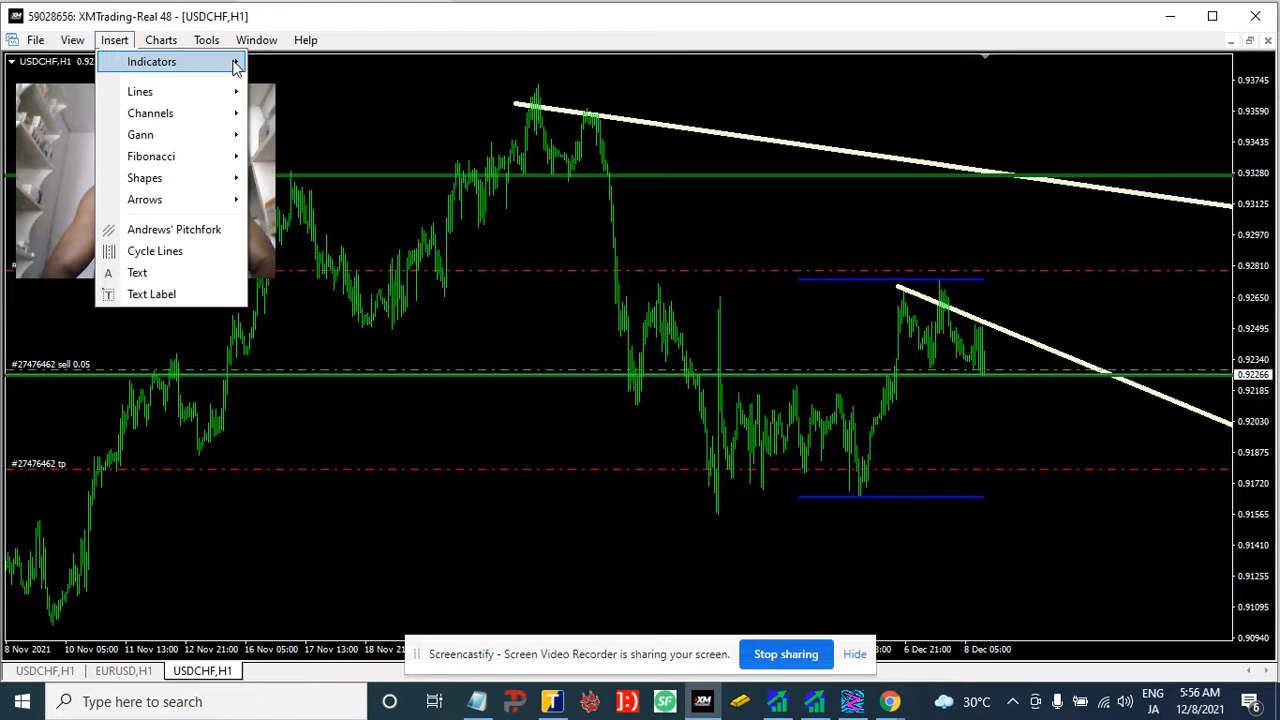 59028656: XMTrading-Real 48 - [USDCHF,H1]
File View Insert Charts Tools Window Help
USDCHF,H1
Indicators
Lines
Channels
Gann
Fibonacci
Shapes
Arrows
Andrews' Pitchfork
Cycle Lines
Text
Text Label
#27476462 sell 0.05
#27476462 tp
0.93745
0.93590
0.93435
0.93280
0.93125
0.92970
0.92810
0.92650
0.92495
0.92340
0.92266
0.92185
0.92030
0.91875
0.91720
0.91565
0.91410
0.91250
0.91095
0.90940
8 Nov 2021 10 Nov 05:00 11 Nov 13:00 12 Nov 21:00 16 Nov 05:00 17 Nov 13:00 18 Nov 21 6 Dec 21:00 8 Dec 05:00
Screencastify - Screen Video Recorder is sharing your screen. Stop sharing Hide
USDCHF,H1 EURUSD,H1 USDCHF,H1
Type here to search
30°C
ENG
JA
5:56 AM
12/8/2021
6